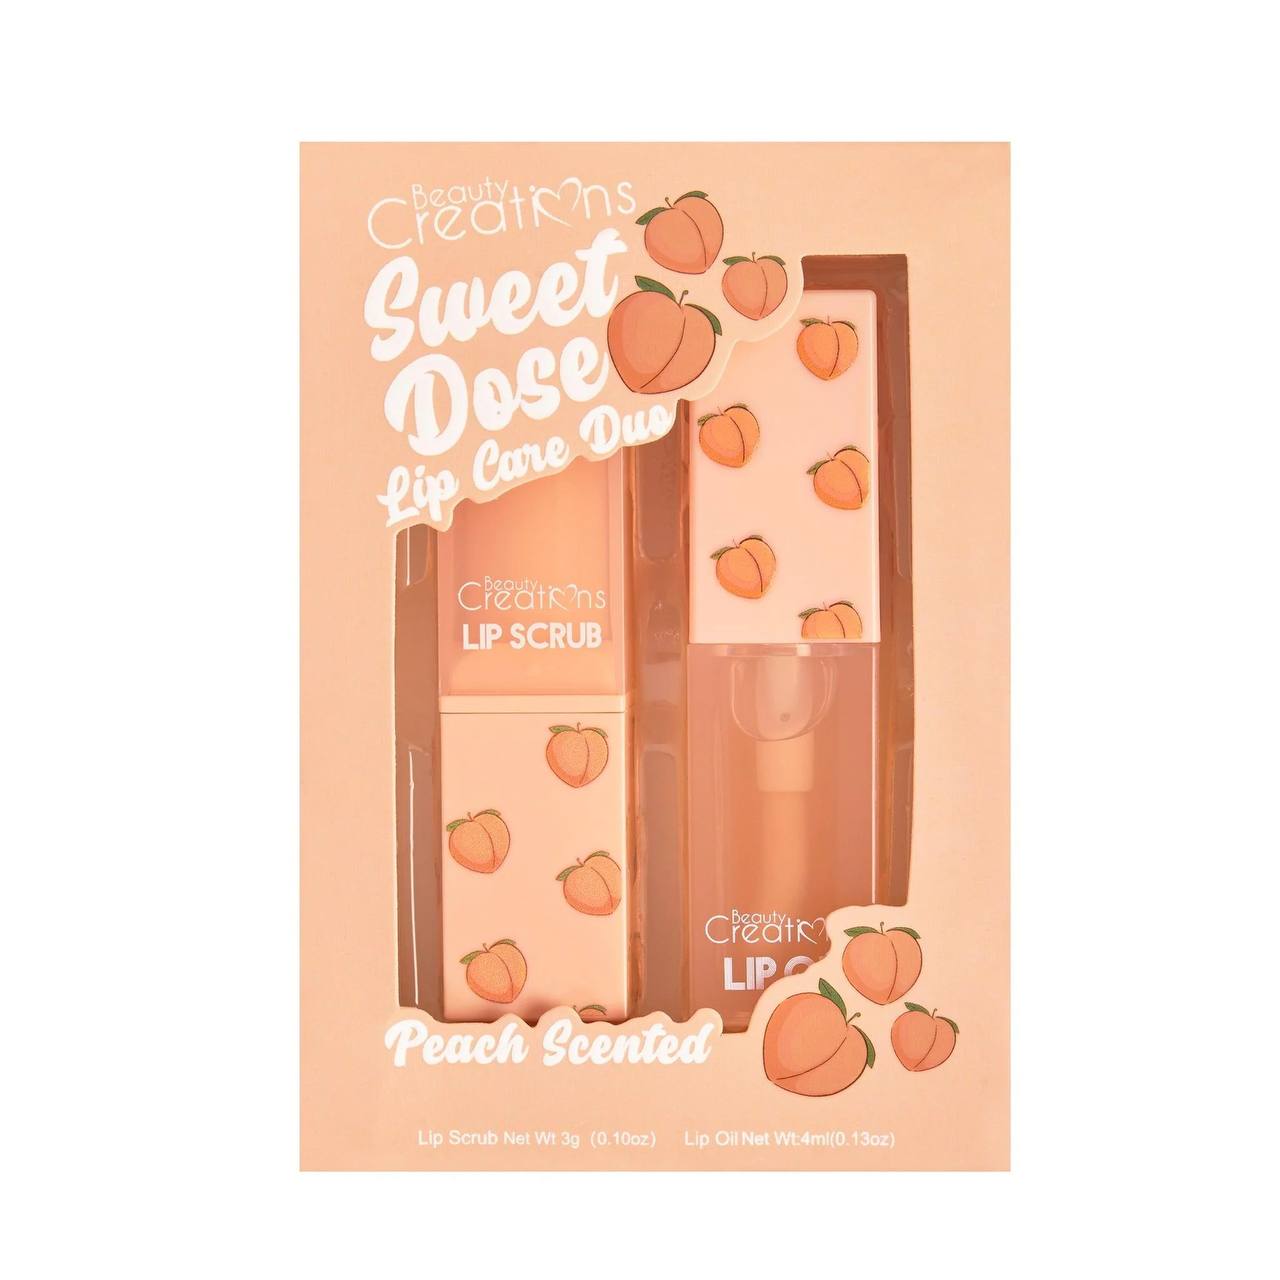 Beauty
Creations
Sweet
Dose
Lip Care Duo
Beauty
Creations
LIP SCRUB
Beauty
LIP
Peach Scented
Lip Scrub Net Wt 3g (0.10oz) Lip Oil Net Wt:4ml(0.13oz)